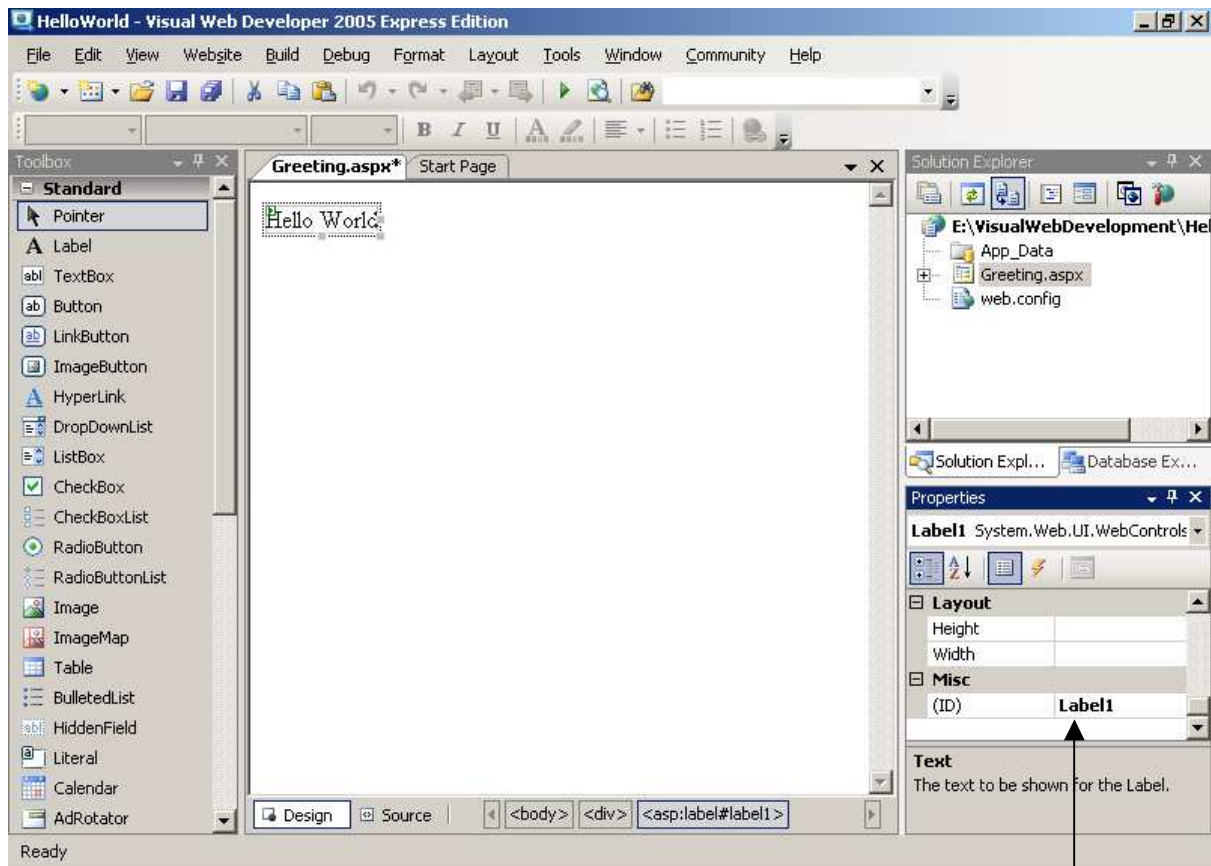 HelloWorld - Visual Web Developer 2005 Express Edition
File Edit View Website Build Debug Format Layout Tools Window Community Help
B I U A
Toolbox
Standard
Pointer
A Label
abl TextBox
ab Button
ab LinkButton
ImageButton
A HyperLink
DropDownList
ListBox
CheckBox
CheckBoxList
RadioButton
RadioButtonList
Image
ImageMap
Table
BulletedList
abl HiddenField
a Literal
Calendar
AdRotator
Greeting.aspx* Start Page
Hello World
Design Source <body> <div> <asp:label#label1>
Solution Explorer
E:\VisualWebDevelopment\Hel
App_Data
Greeting.aspx
web.config
Solution Expl... Database Ex...
Properties
Label1 System.Web.UI.WebControls
A Z
Layout
Height
Width
Misc
(ID) Label1
Text
The text to be shown for the Label.
Ready